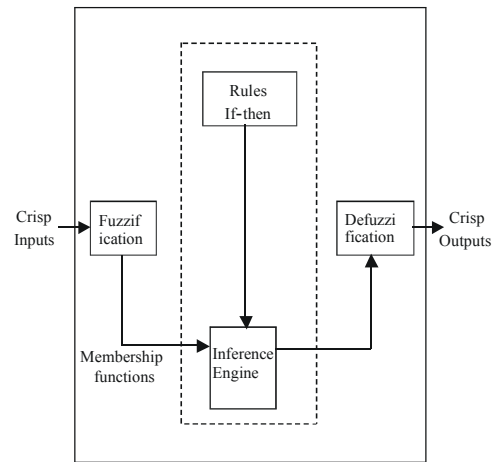 Rules
If-then
Crisp
Inputs
Fuzzif
ication
Defuzzi
fication
Crisp
Outputs
Membership
functions
Inference
Engine